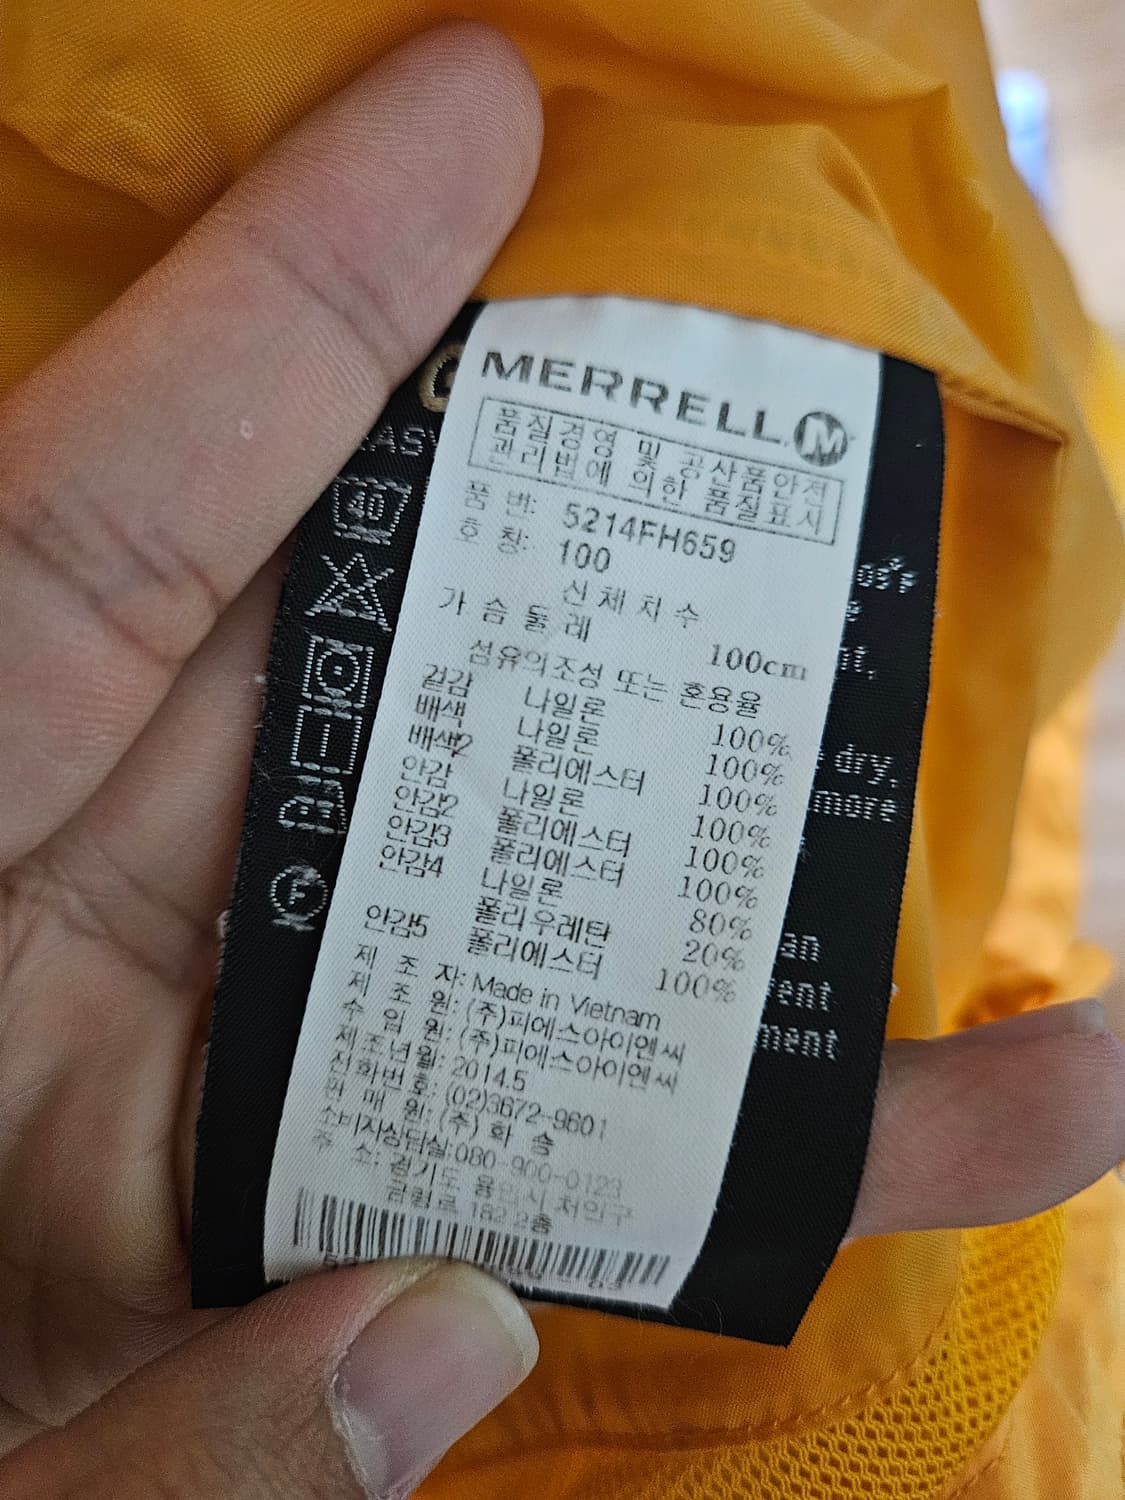 MERRELL M
품질경영 및 공산품안전
관리법에 의한 품질표시
품 번: 5214FH659
호 칭: 100
신 체 치 수
가 슴 둘 레 100cm
섬유의조성 또는 혼용율
겉감 나일론 100%
배색 나일론 100%
배색2 폴리에스터 100%
안감 나일론 100%
안감2 폴리에스터 100%
안감3 폴리에스터 100%
안감4 나일론 80%
폴리우레탄 20%
안감5 폴리에스터 100%
제 조 자: Made in Vietnam
제 조 원: (주)피에스아이엔씨
수 입 원: (주)피에스아이엔씨
제조년월: 2014.5
전화번호: (02)3672-9601
판 매 원: (주) 화 승
소비자상담실:080-900-0123
주 소: 경기도 용인시 처인구
182 2층
40
F
dry,
more
an
ment